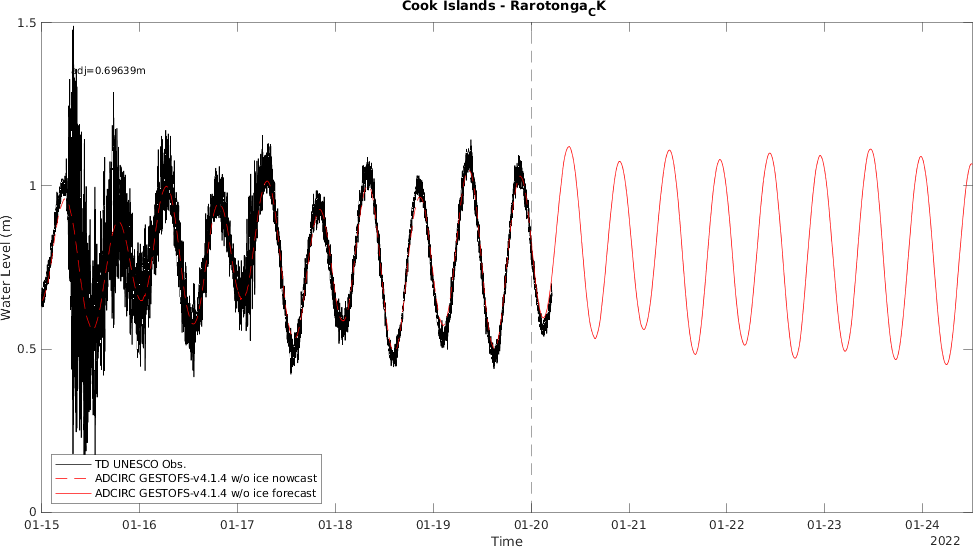 Cook Islands - Rarotonga_CK
1.5
adj=0.69639m
1
Water Level (m)
0.5
TD UNESCO Obs.
ADCIRC GESTOFS-v4.1.4 w/o ice nowcast
ADCIRC GESTOFS-v4.1.4 w/o ice forecast
0
01-15 01-16 01-17 01-18 01-19 01-20 01-21 01-22 01-23 01-24
Time
2022